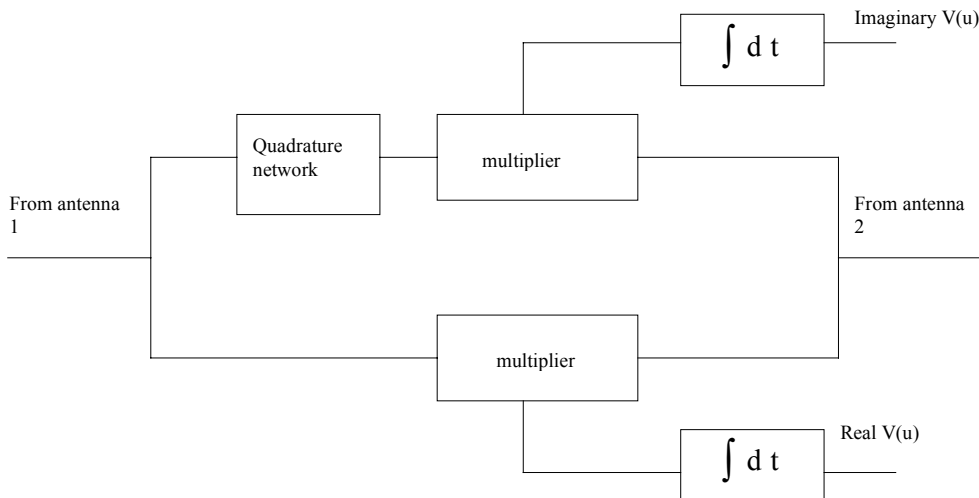 Imaginary V(u)
∫ d t
Quadrature
network
multiplier
From antenna
1
From antenna
2
multiplier
Real V(u)
∫ d t